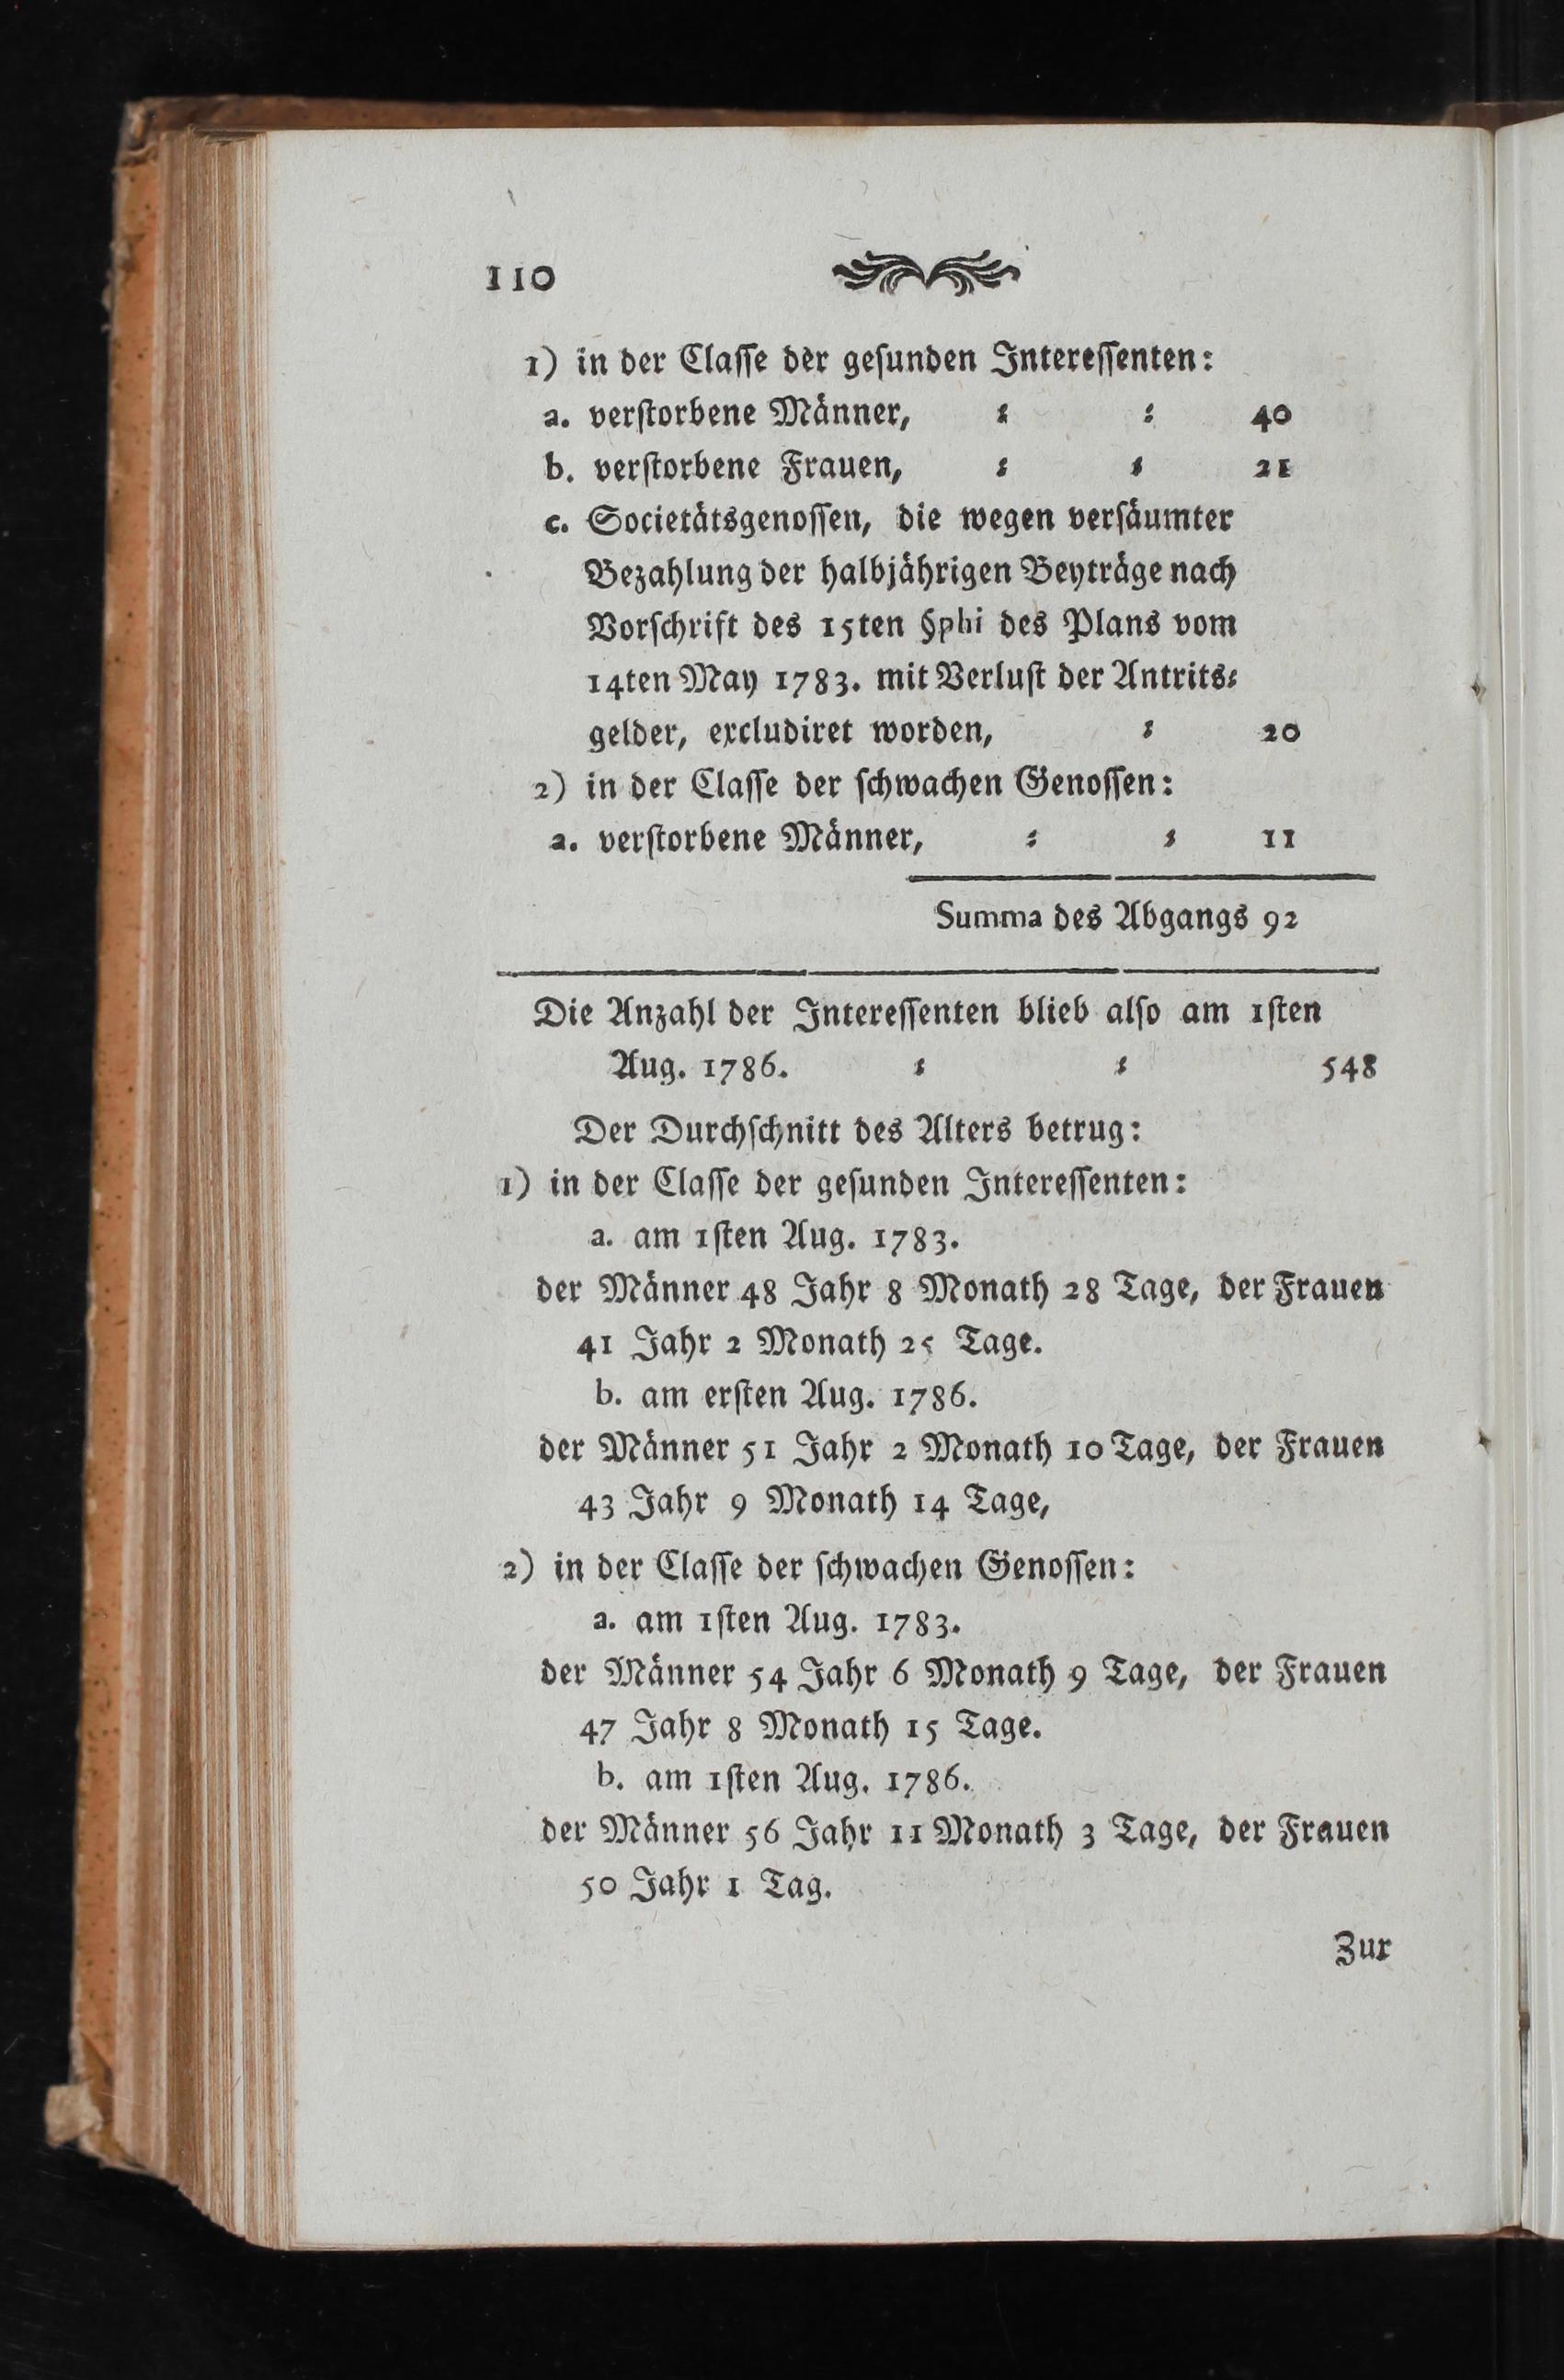 110
1) in der Claſſe der geſunden Intereſſenten:
a. verſtorbene Männer, ⸗ ⸗ 40
b. verſtorbene Frauen, ⸗ ⸗ 21
c. Societätsgenoſſen, die wegen verſäumter
Bezahlung der halbjährigen Beyträge nach
Vorſchrift des 15ten §phi des Plans vom
14ten May 1783. mit Verluſt der Antrits⸗
gelder, excludiret worden, ⸗ 20
2) in der Claſſe der ſchwachen Genoſſen:
a. verſtorbene Männer, ⸗ ⸗ 11
Summa des Abgangs 92
Die Anzahl der Intereſſenten blieb alſo am 1ſten
Aug. 1786. ⸗ ⸗ 548
Der Durchſchnitt des Alters betrug:
1) in der Claſſe der geſunden Intereſſenten:
a. am 1ſten Aug. 1783.
der Männer 48 Jahr 8 Monath 28 Tage, der Frauen
41 Jahr 2 Monath 25 Tage.
b. am erſten Aug. 1786.
der Männer 51 Jahr 2 Monath 10 Tage, der Frauen
43 Jahr 9 Monath 14 Tage,
2) in der Claſſe der ſchwachen Genoſſen:
a. am 1ſten Aug. 1783.
der Männer 54 Jahr 6 Monath 9 Tage, der Frauen
47 Jahr 8 Monath 15 Tage.
b. am 1ſten Aug. 1786.
der Männer 56 Jahr 11 Monath 3 Tage, der Frauen
50 Jahr 1 Tag.
Zur